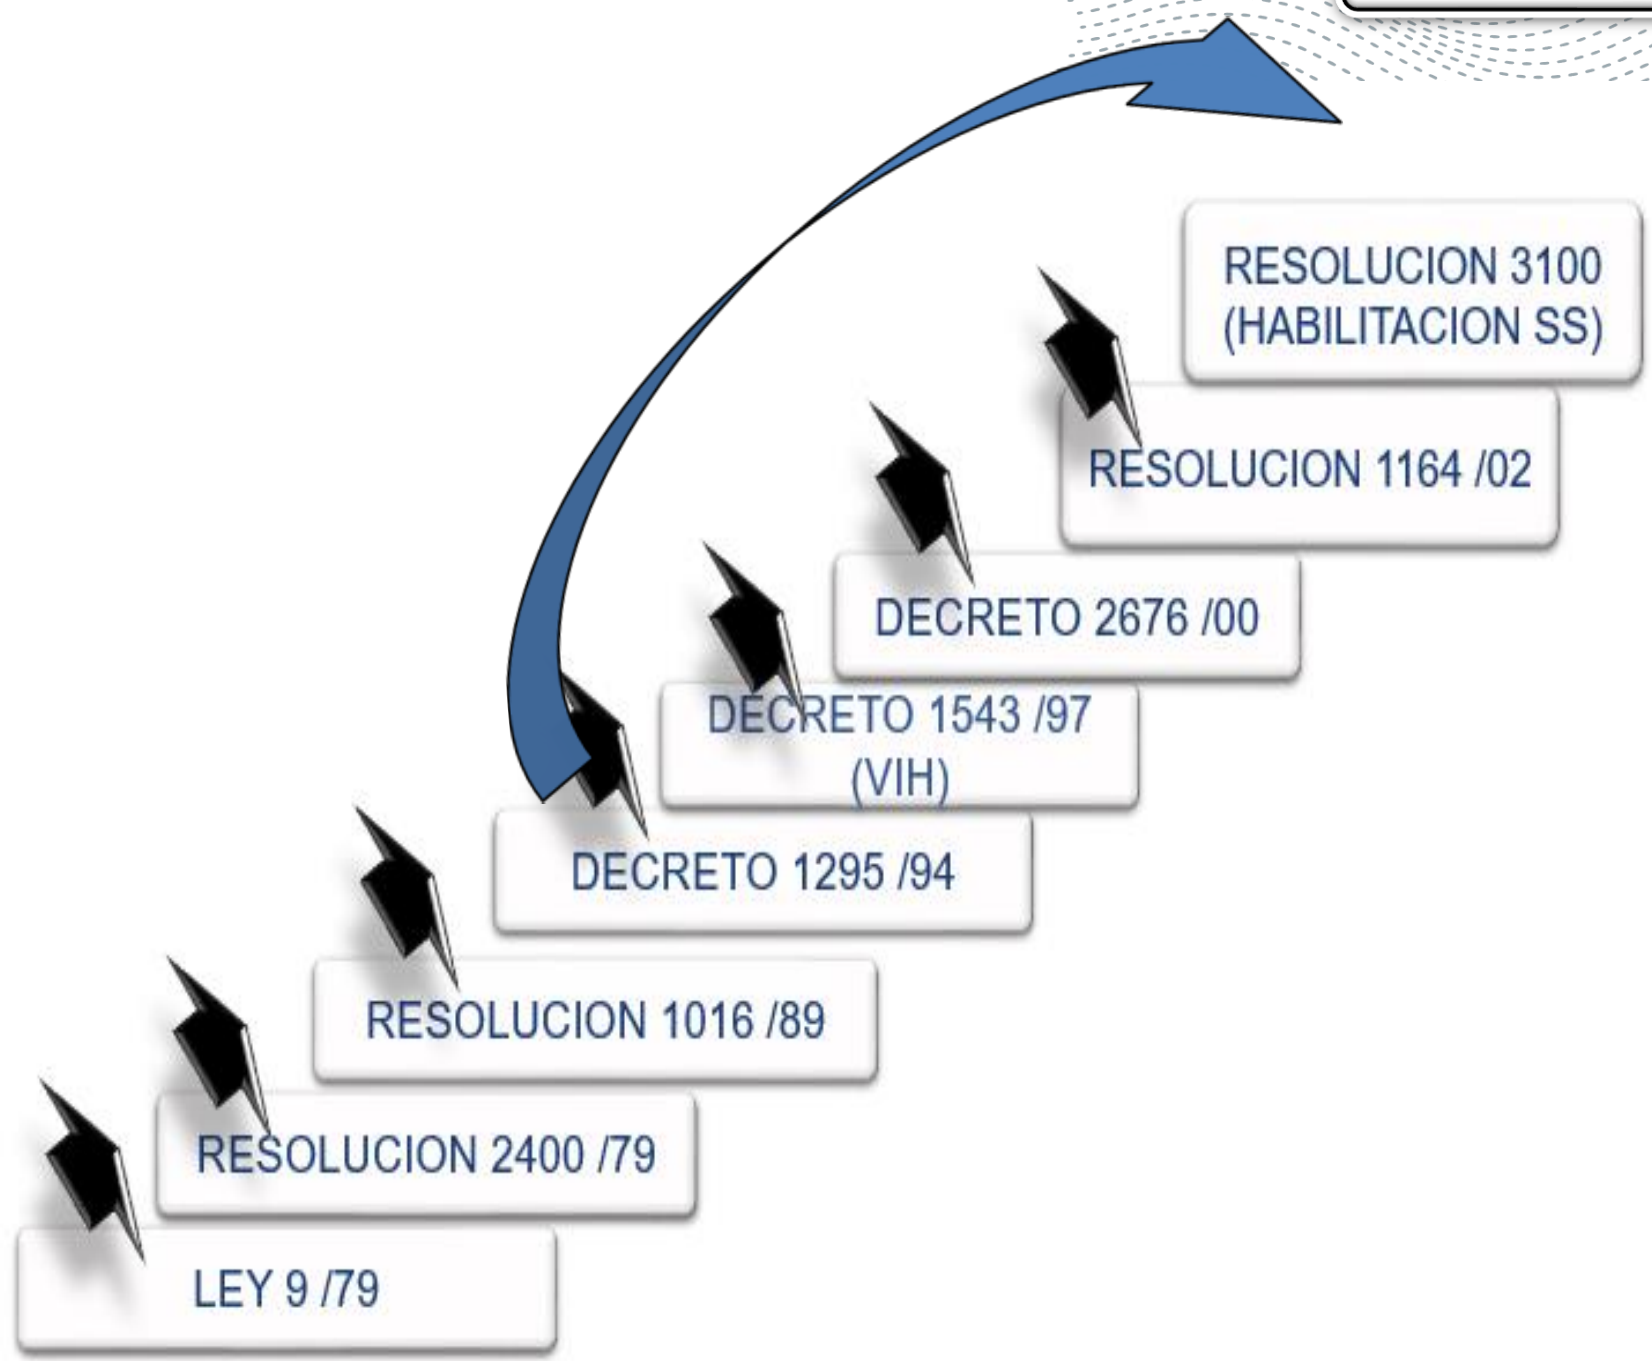 RESOLUCION 3100
(HABILITACION SS)
RESOLUCION 1164 /02
DECRETO 2676 /00
DECRETO 1543 /97
(VIH)
DECRETO 1295 /94
RESOLUCION 1016 /89
RESOLUCION 2400 /79
LEY 9 /79